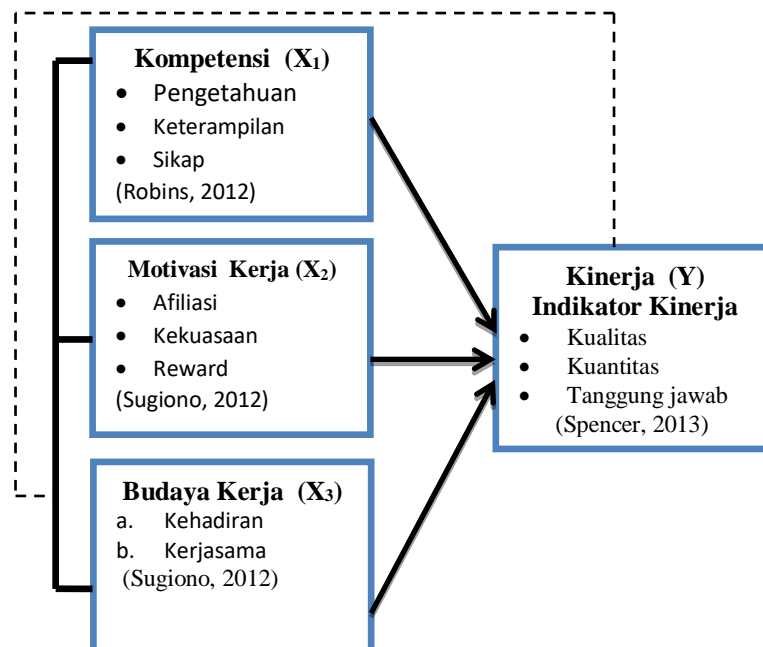 Kompetensi (X₁)
• Pengetahuan
• Keterampilan
• Sikap
(Robins, 2012)
Motivasi Kerja (X₂)
• Afiliasi
• Kekuasaan
• Reward
(Sugiono, 2012)
Budaya Kerja (X₃)
a. Kehadiran
b. Kerjasama
(Sugiono, 2012)
Kinerja (Y)
Indikator Kinerja
• Kualitas
• Kuantitas
• Tanggung jawab
(Spencer, 2013)